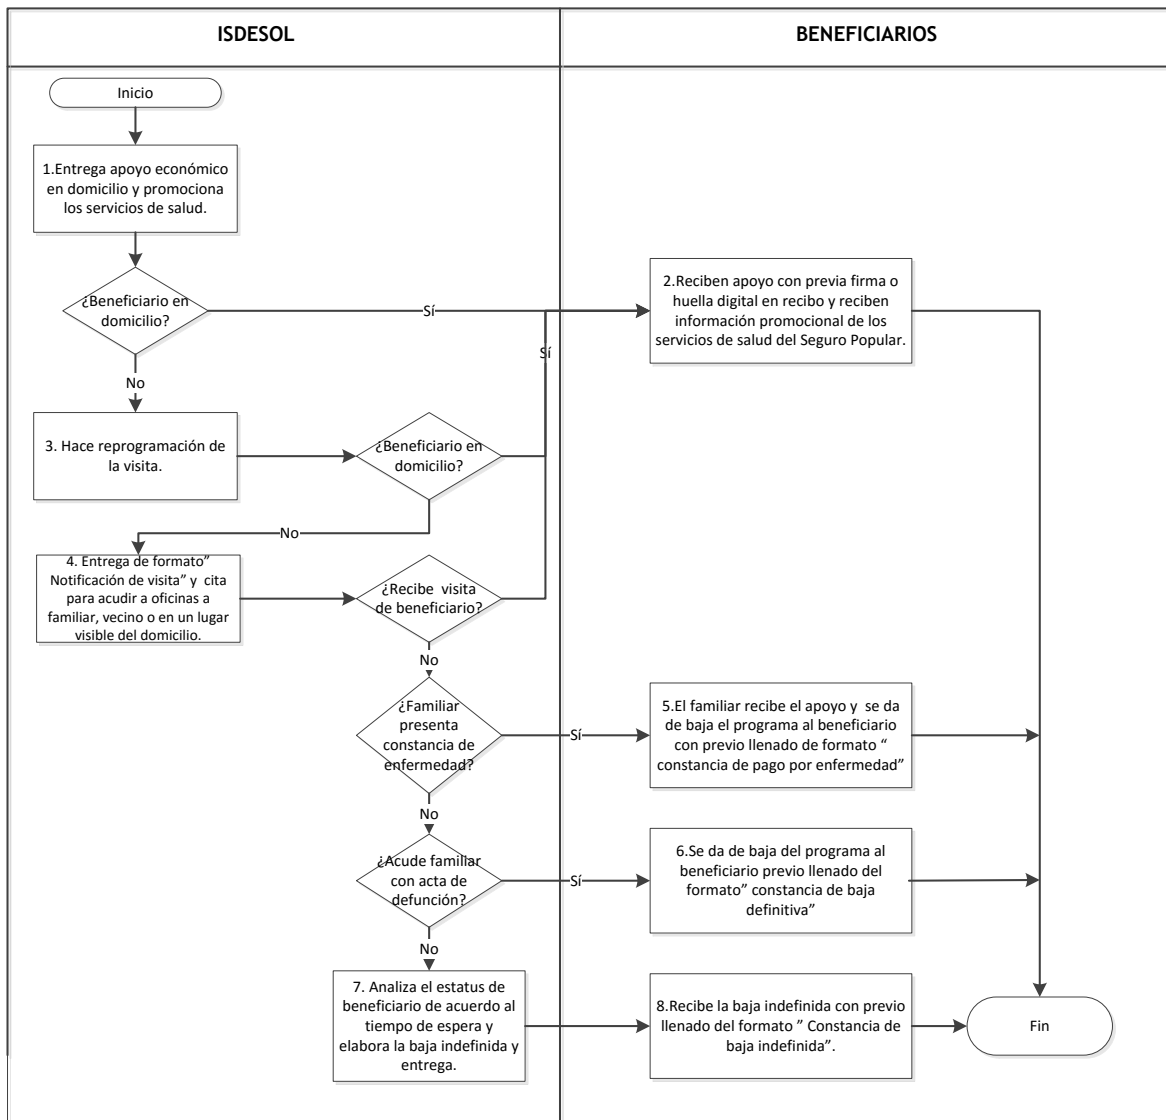 ISDESOL
BENEFICIARIOS
Inicio
1.Entrega apoyo económico
en domicilio y promociona
los servicios de salud.
¿Beneficiario en
domicilio?
Sí
2.Reciben apoyo con previa firma o
huella digital en recibo y reciben
información promocional de los
servicios de salud del Seguro Popular.
Sí
No
3. Hace reprogramación de
la visita.
¿Beneficiario en
domicilio?
No
4. Entrega de formato”
Notificación de visita” y cita
para acudir a oficinas a
familiar, vecino o en un lugar
visible del domicilio.
¿Recibe visita
de beneficiario?
No
¿Familiar
presenta
constancia de
enfermedad?
Sí
5.El familiar recibe el apoyo y se da
de baja el programa al beneficiario
con previo llenado de formato “
constancia de pago por enfermedad”
No
¿Acude familiar
con acta de
defunción?
Sí
6.Se da de baja del programa al
beneficiario previo llenado del
formato” constancia de baja
definitiva”
No
7. Analiza el estatus de
beneficiario de acuerdo al
tiempo de espera y
elabora la baja indefinida y
entrega.
8.Recibe la baja indefinida con previo
llenado del formato ” Constancia de
baja indefinida”.
Fin